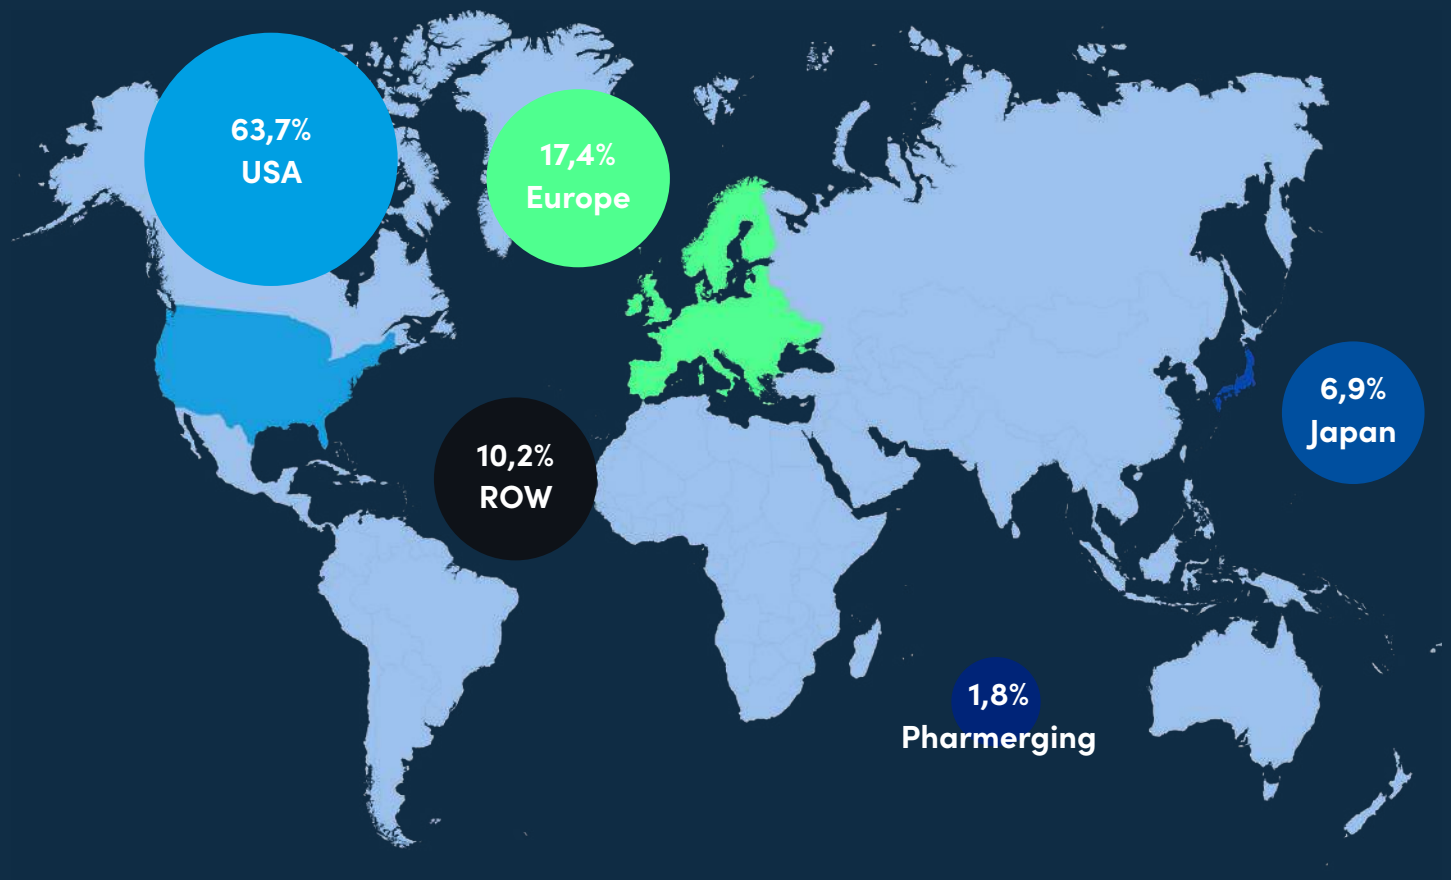 63,7%
USA
17,4%
Europe
10,2%
ROW
6,9%
Japan
1,8%
Pharmerging